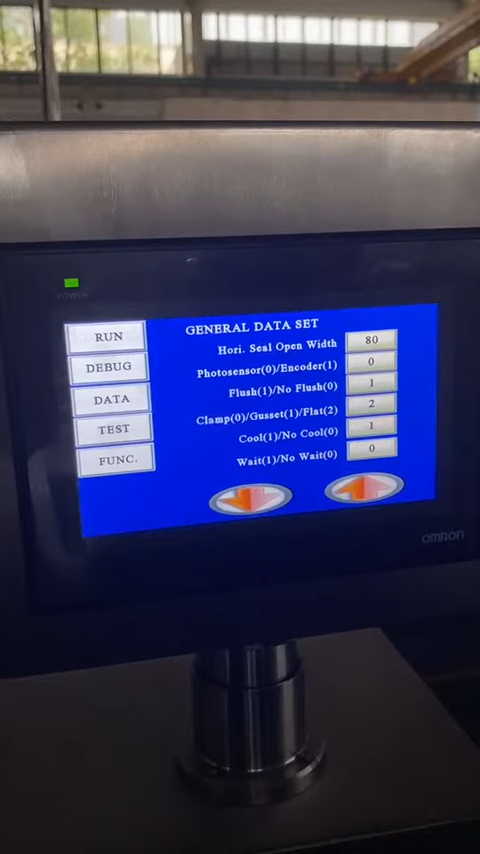 POWER
RUN
DEBUG
DATA
TEST
FUNC.
GENERAL DATA SET
Hori. Seal Open Width 80
Photosensor(0)/Encoder(1) 0
Flush(1)/No Flush(0) 1
Clamp(0)/Gusset(1)/Flat(2) 2
Cool(1)/No Cool(0) 1
Wait(1)/No Wait(0) 0
OMRON